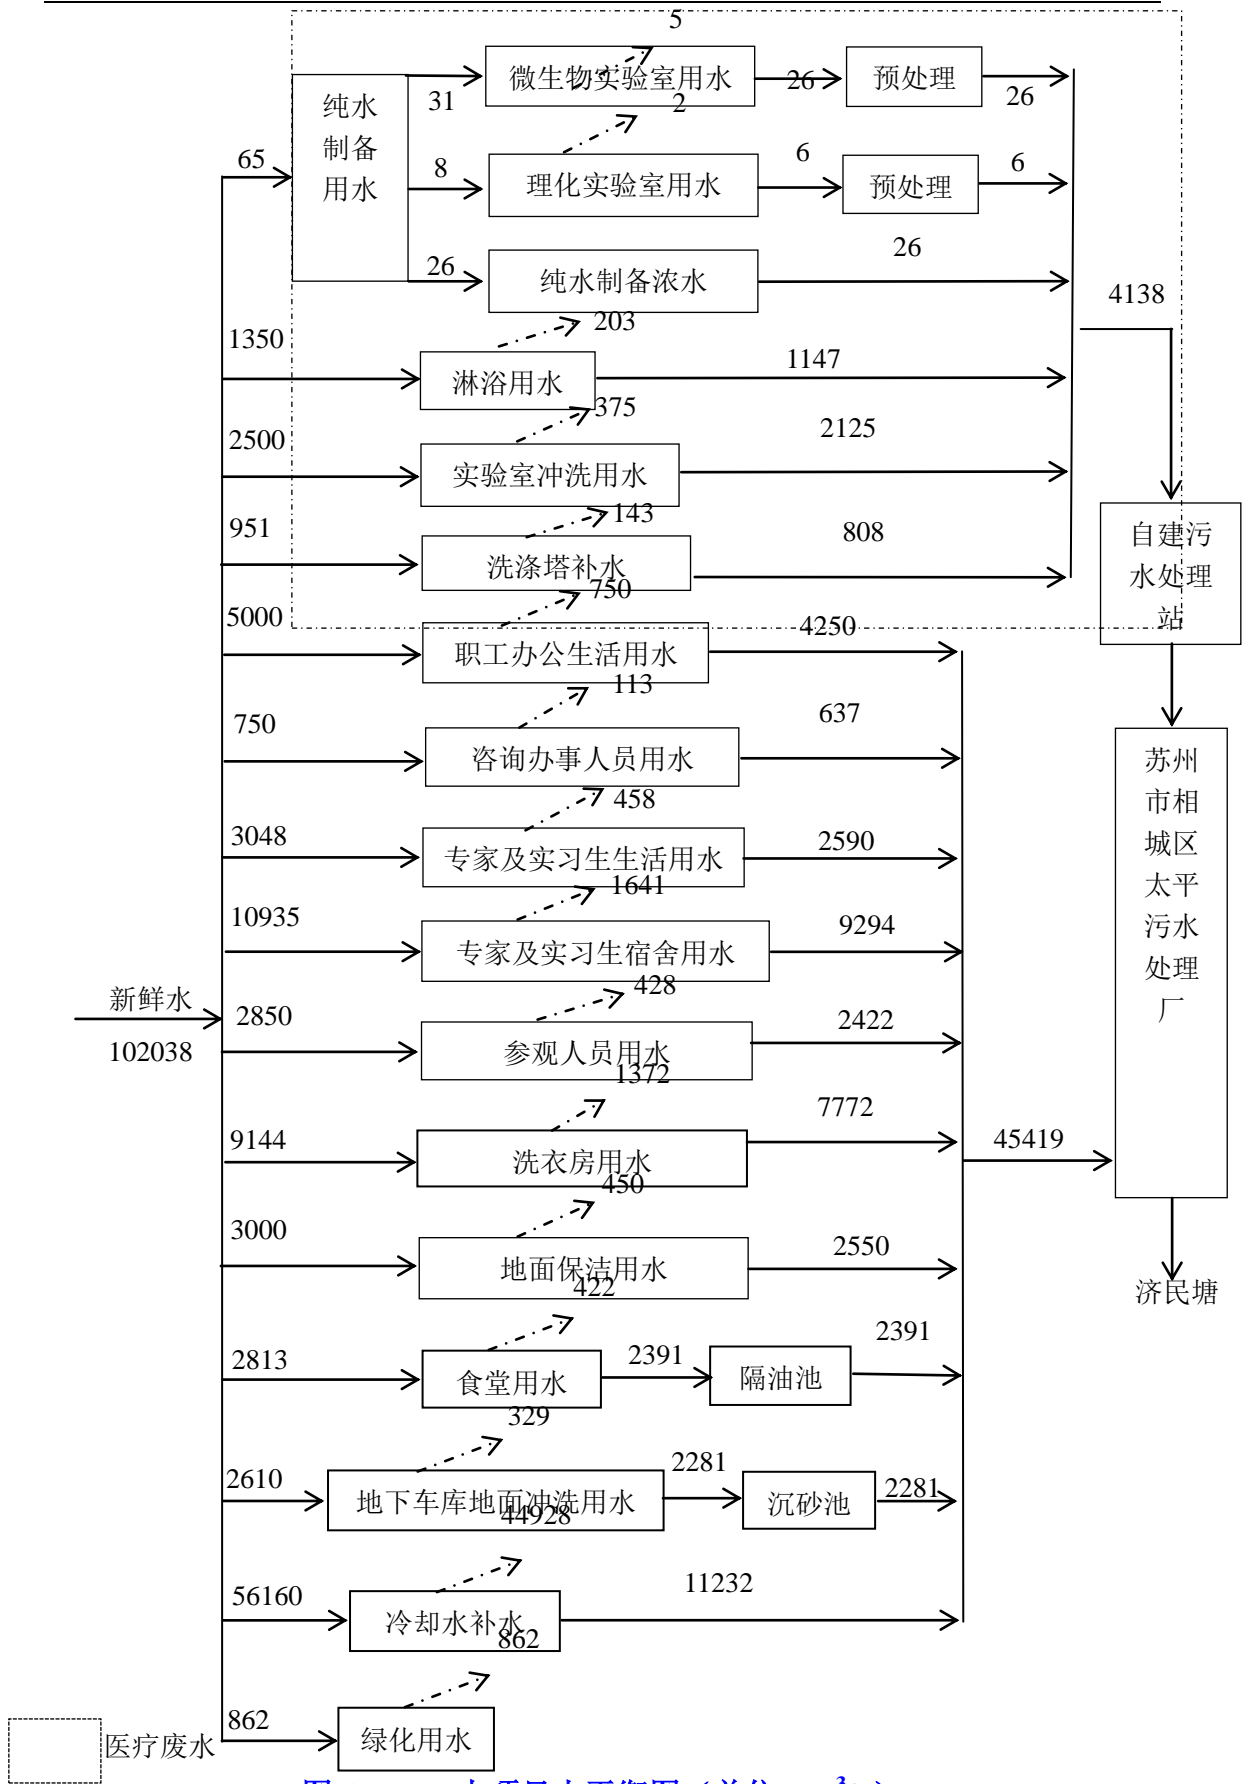 5
微生物实验室用水
26
预处理
26
纯水
制备
用水
31
2
65
8
理化实验室用水
6
预处理
6
26
纯水制备浓水
26
4138
203
1350
淋浴用水
1147
375
2500
实验室冲洗用水
2125
143
951
洗涤塔补水
808
自建污
水处理
站
750
5000
职工办公生活用水
4250
113
750
咨询办事人员用水
637
苏州
市相
城区
太平
污水
处理
厂
458
3048
专家及实习生生活用水
2590
1641
10935
专家及实习生宿舍用水
9294
428
新鲜水
102038
2850
参观人员用水
2422
1372
9144
洗衣房用水
7772
45419
450
3000
地面保洁用水
2550
济民塘
422
2813
食堂用水
2391
隔油池
2391
329
2610
地下车库地面冲洗用水
2281
沉砂池
2281
44928
56160
冷却水补水
11232
862
862
绿化用水
医疗废水